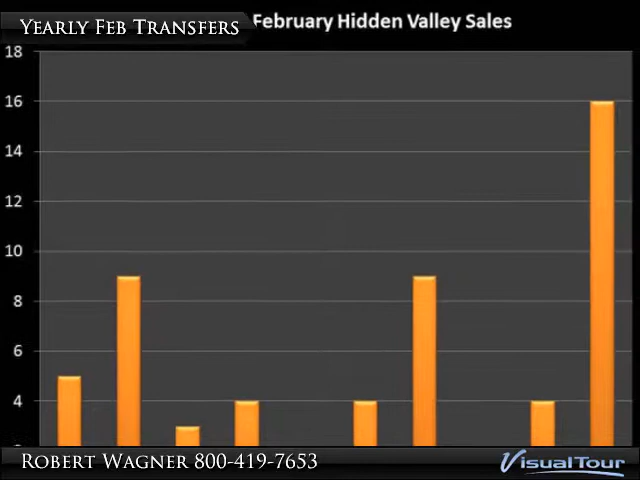 YEARLY FEB TRANSFERS
February Hidden Valley Sales
18
16
14
12
10
8
6
4
ROBERT WAGNER 800-419-7653
VISUALTOUR